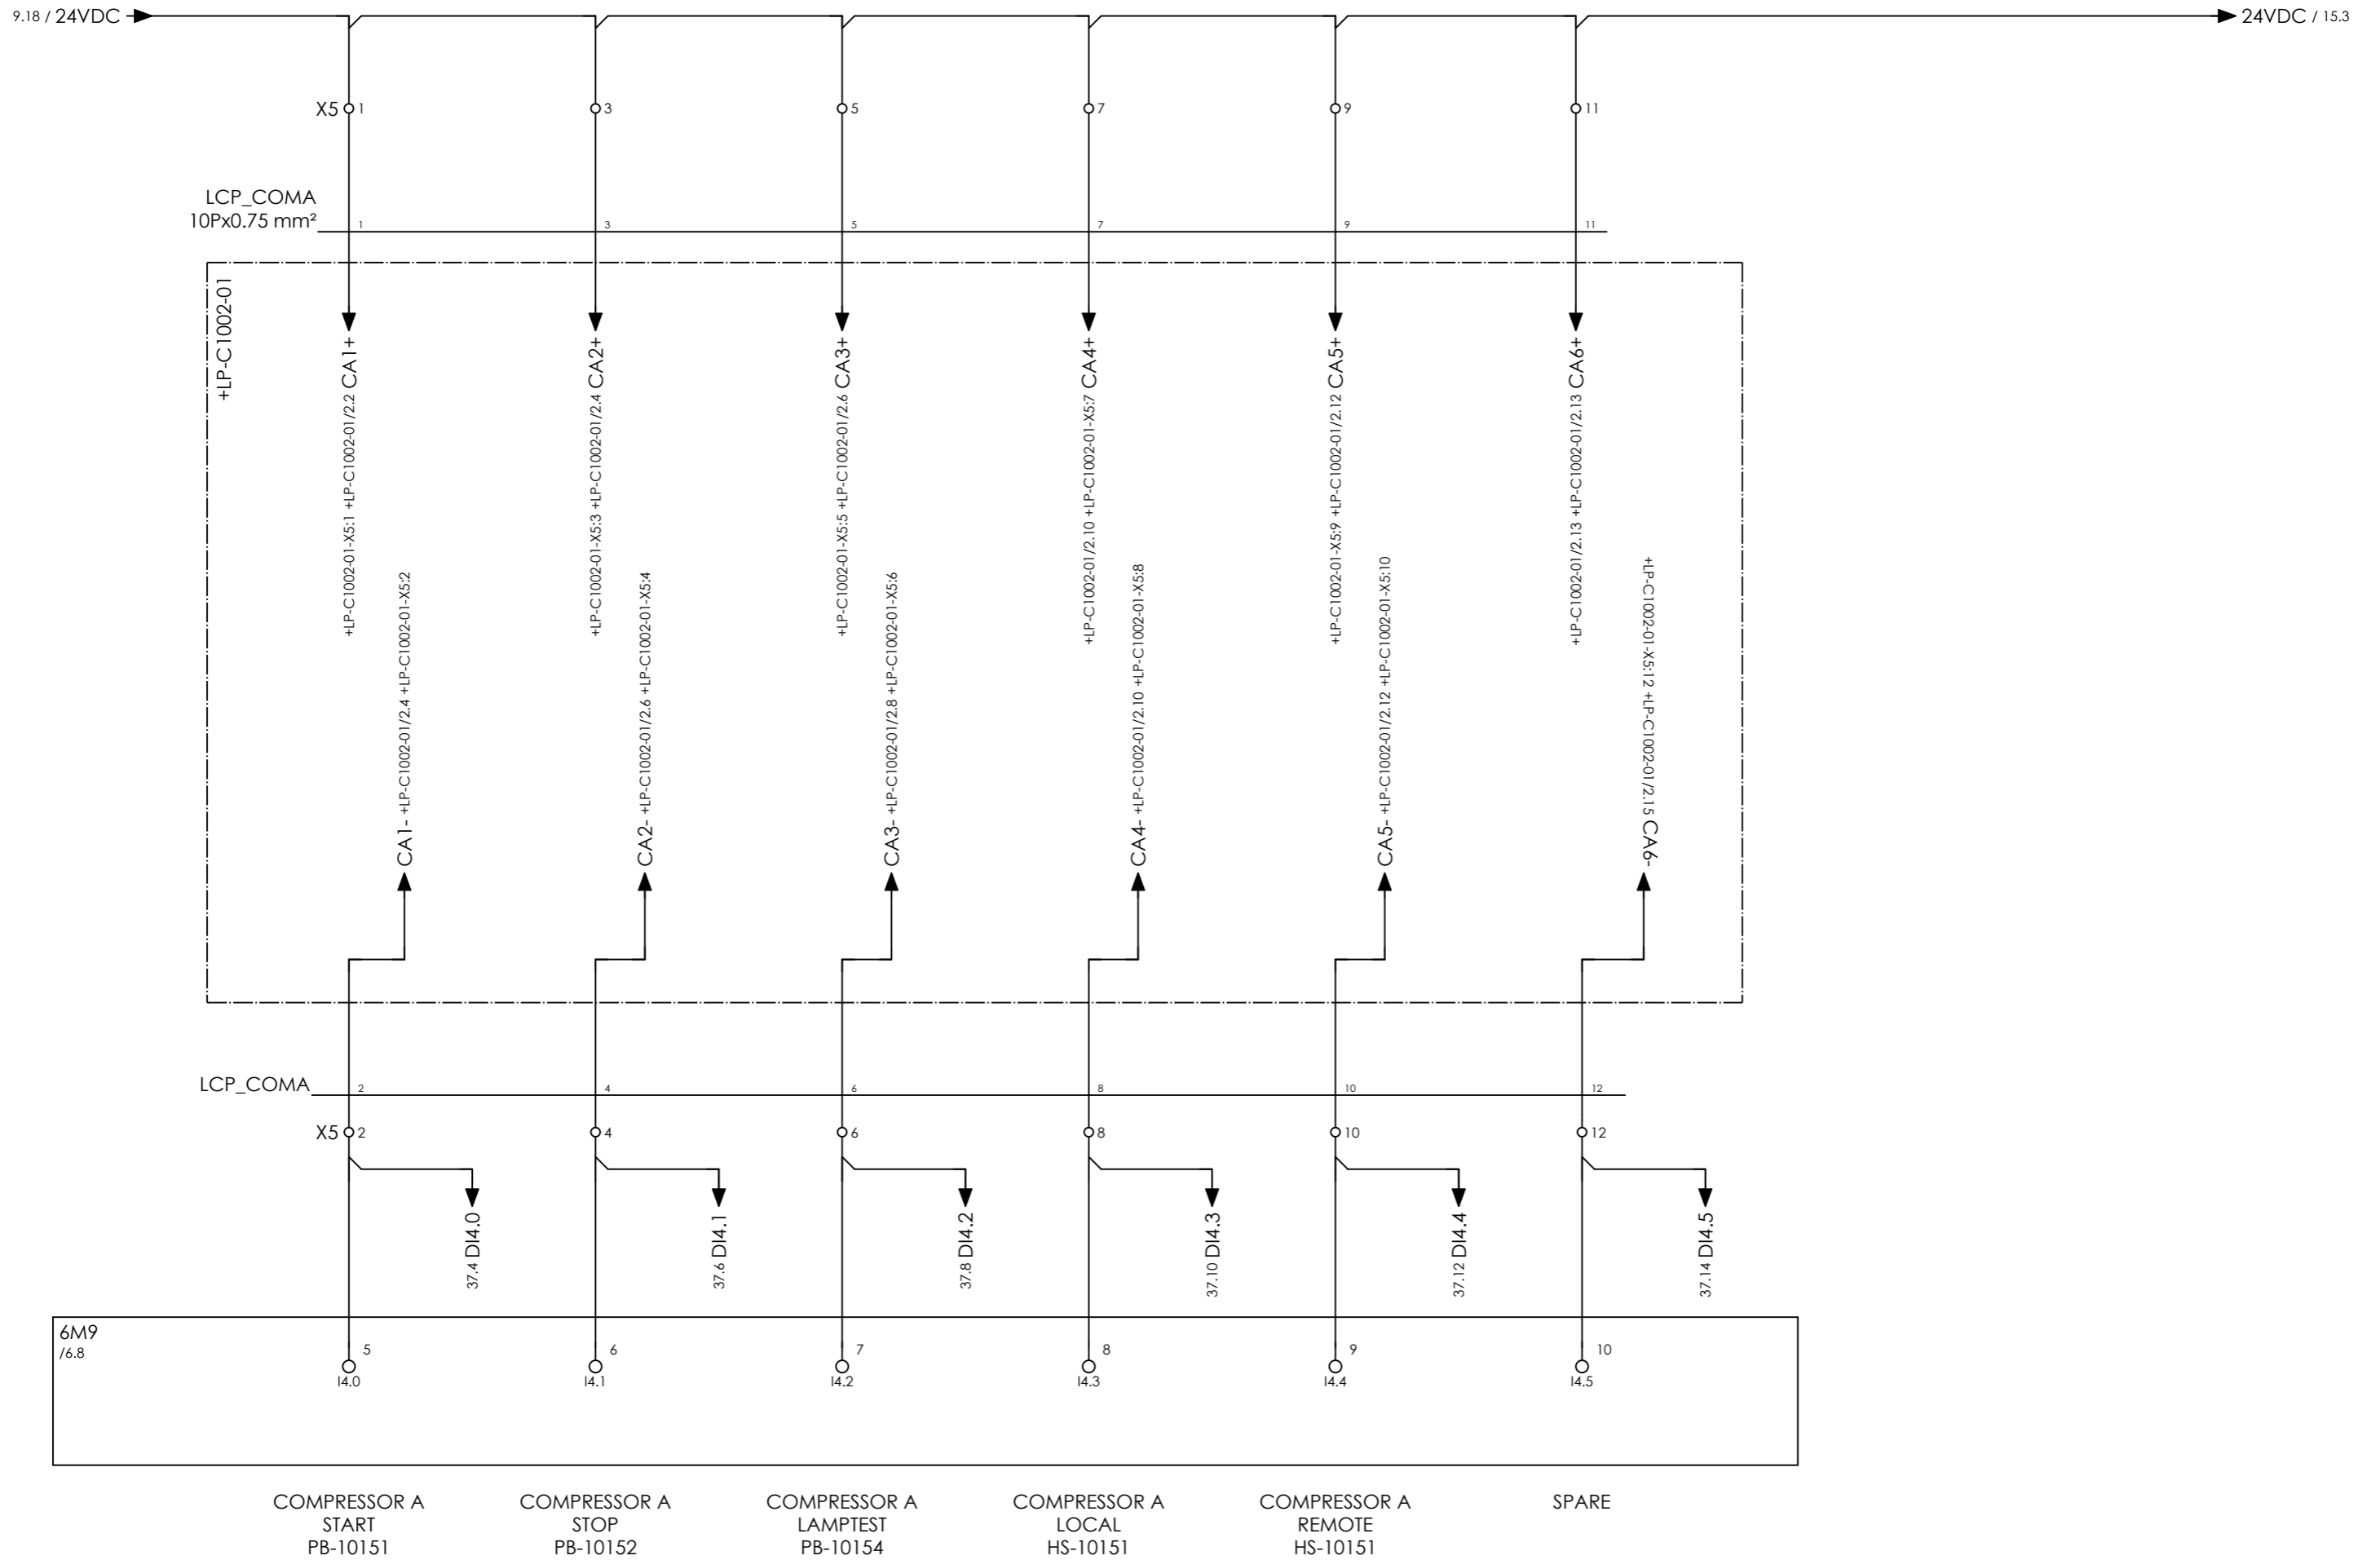 9.18 / 24VDC
24VDC / 15.3
X5 1 3 5 7 9 11
LCP_COMA
10Px0.75 mm²
1 3 5 7 9 11
+LP-C1002-01
+LP-C1002-01-X5:1 +LP-C1002-01/2.2 CA1+
+LP-C1002-01-X5:3 +LP-C1002-01/2.4 CA2+
+LP-C1002-01-X5:5 +LP-C1002-01/2.6 CA3+
+LP-C1002-01/2.10 +LP-C1002-01-X5:7 CA4+
+LP-C1002-01-X5:9 +LP-C1002-01/2.12 CA5+
+LP-C1002-01/2.13 +LP-C1002-01/2.13 CA6+
CA1- +LP-C1002-01/2.4 +LP-C1002-01-X5:2
CA2- +LP-C1002-01/2.6 +LP-C1002-01-X5:4
CA3- +LP-C1002-01/2.8 +LP-C1002-01-X5:6
CA4- +LP-C1002-01/2.10 +LP-C1002-01-X5:8
CA5- +LP-C1002-01/2.12 +LP-C1002-01-X5:10
+LP-C1002-01-X5:12 +LP-C1002-01/2.15 CA6-
LCP_COMA 2 4 6 8 10 12
X5 2 4 6 8 10 12
37.4 DI4.0
37.6 DI4.1
37.8 DI4.2
37.10 DI4.3
37.12 DI4.4
37.14 DI4.5
6M9
/6.8
5 6 7 8 9 10
I4.0 I4.1 I4.2 I4.3 I4.4 I4.5
COMPRESSOR A
START
PB-10151
COMPRESSOR A
STOP
PB-10152
COMPRESSOR A
LAMPTEST
PB-10154
COMPRESSOR A
LOCAL
HS-10151
COMPRESSOR A
REMOTE
HS-10151
SPARE